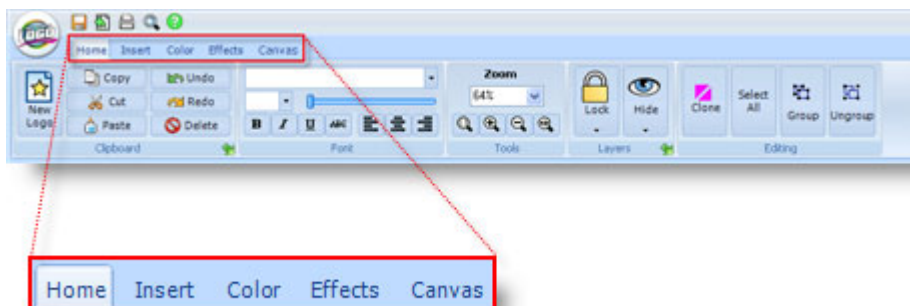 LOGO
Home Insert Color Effects Canvas
New Logo
Copy Undo
Cut Redo
Paste Delete
Clipboard
B I U ABC
Font
Zoom
64%
Tools
Lock Hide
Layers
Clone Select All Group Ungroup
Editing
Home Insert Color Effects Canvas